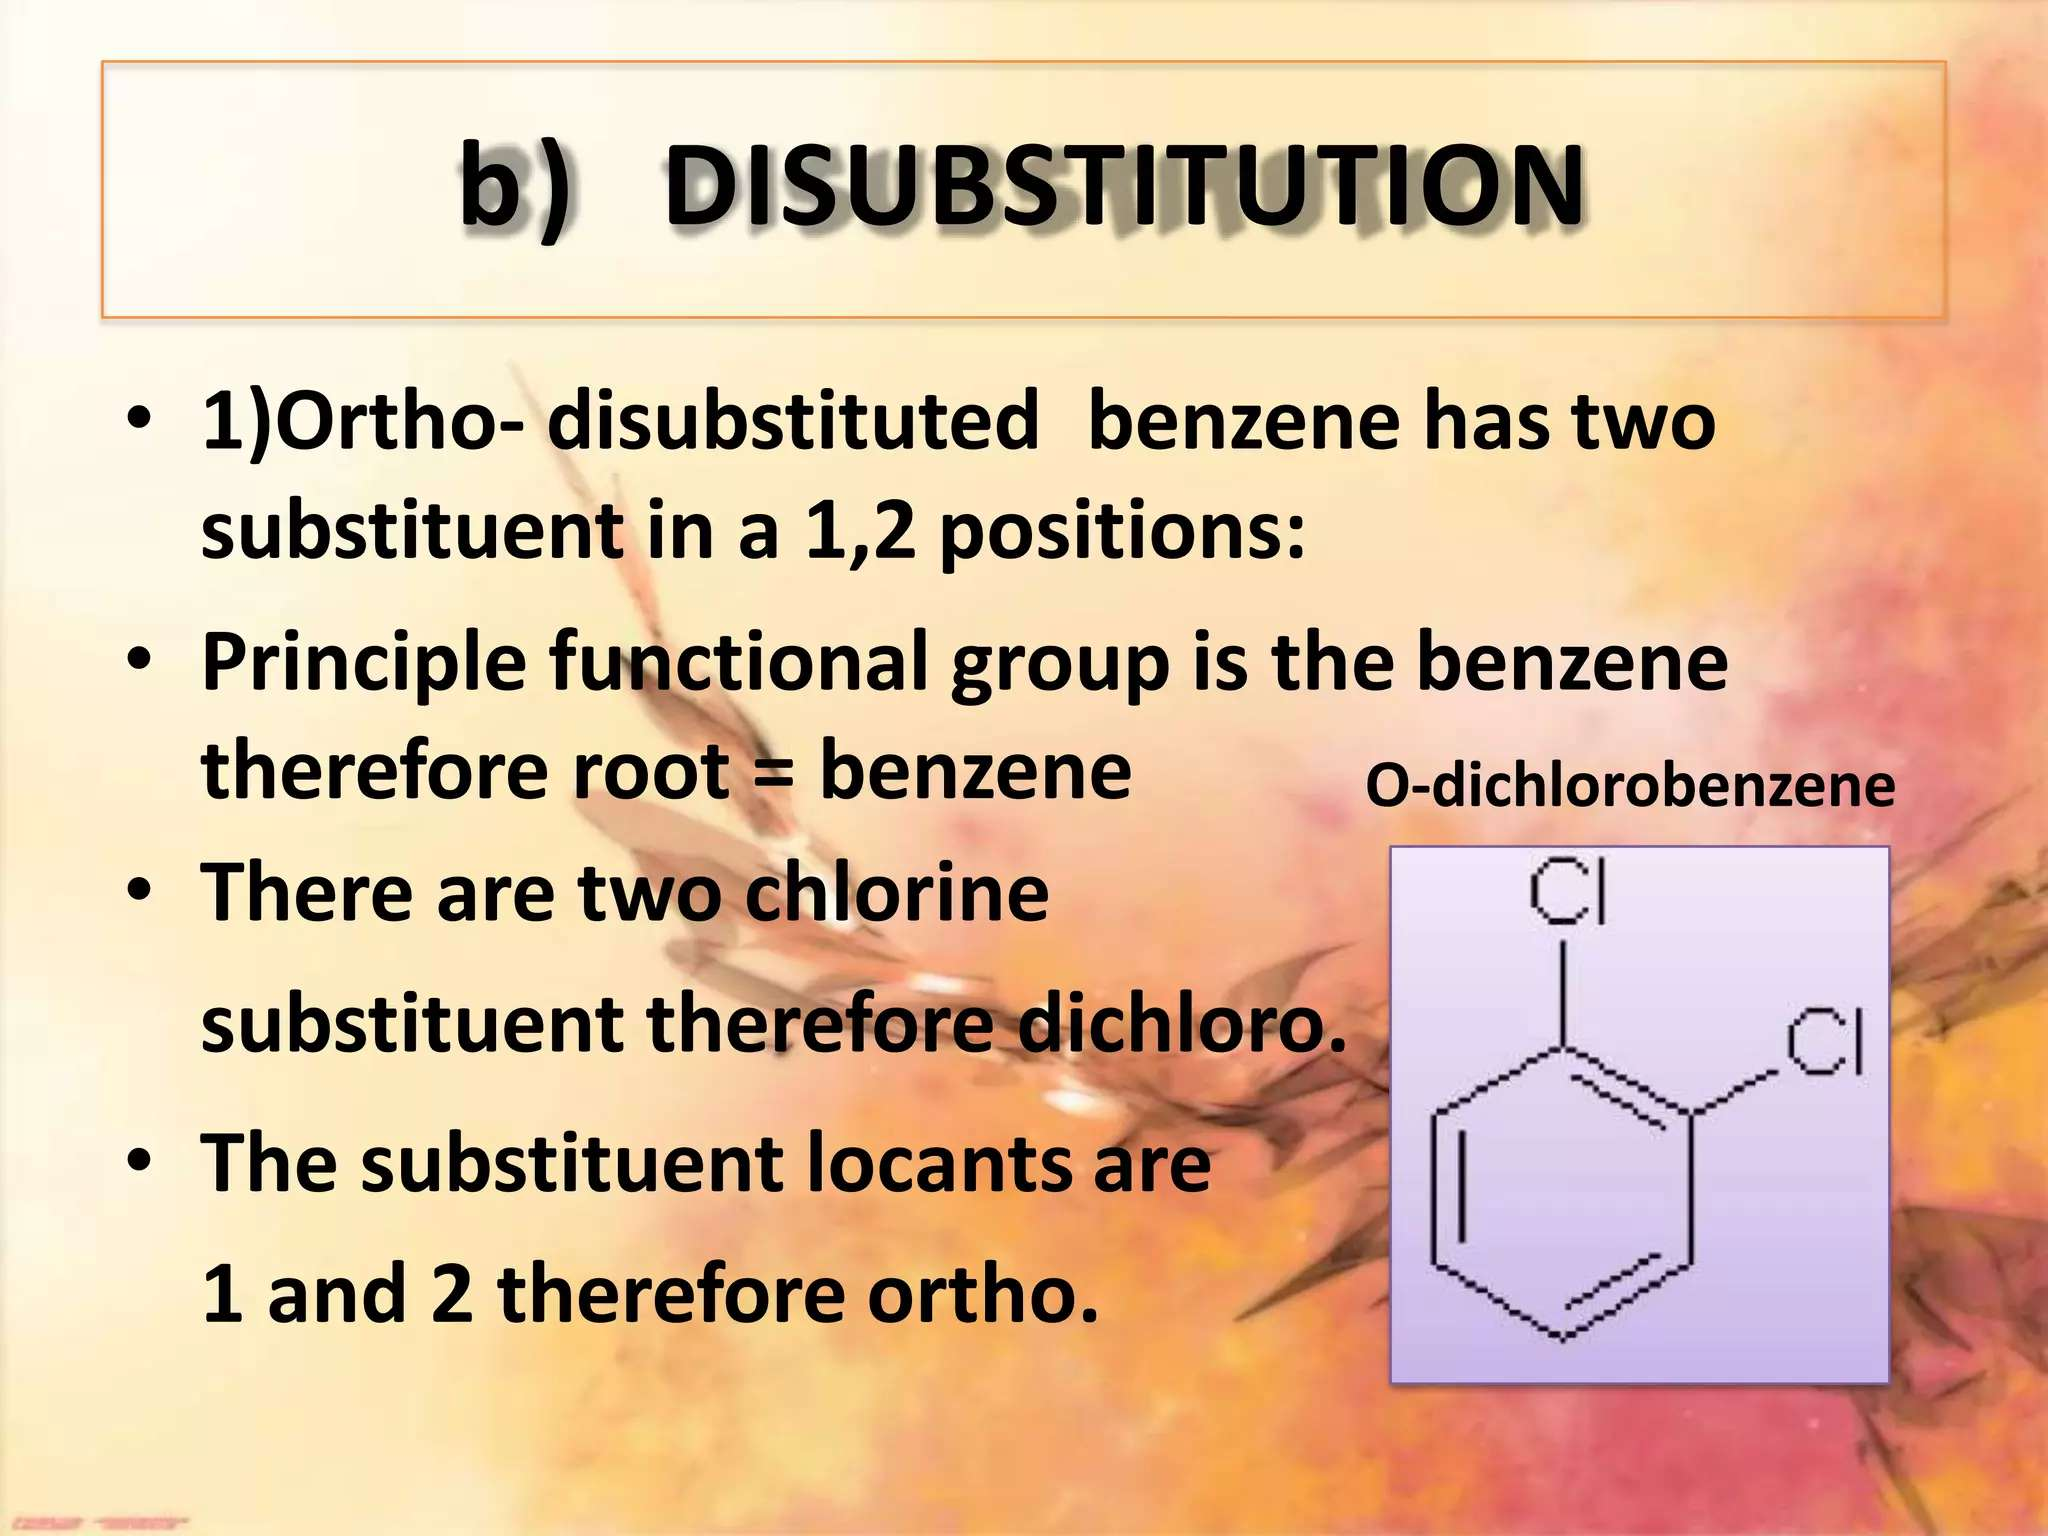 b) DISUBSTITUTION
• 1)Ortho- disubstituted benzene has two
substituent in a 1,2 positions:
• Principle functional group is the benzene
therefore root = benzene
O-dichlorobenzene
• There are two chlorine
substituent therefore dichloro.
• The substituent locants are
1 and 2 therefore ortho.
Cl
Cl